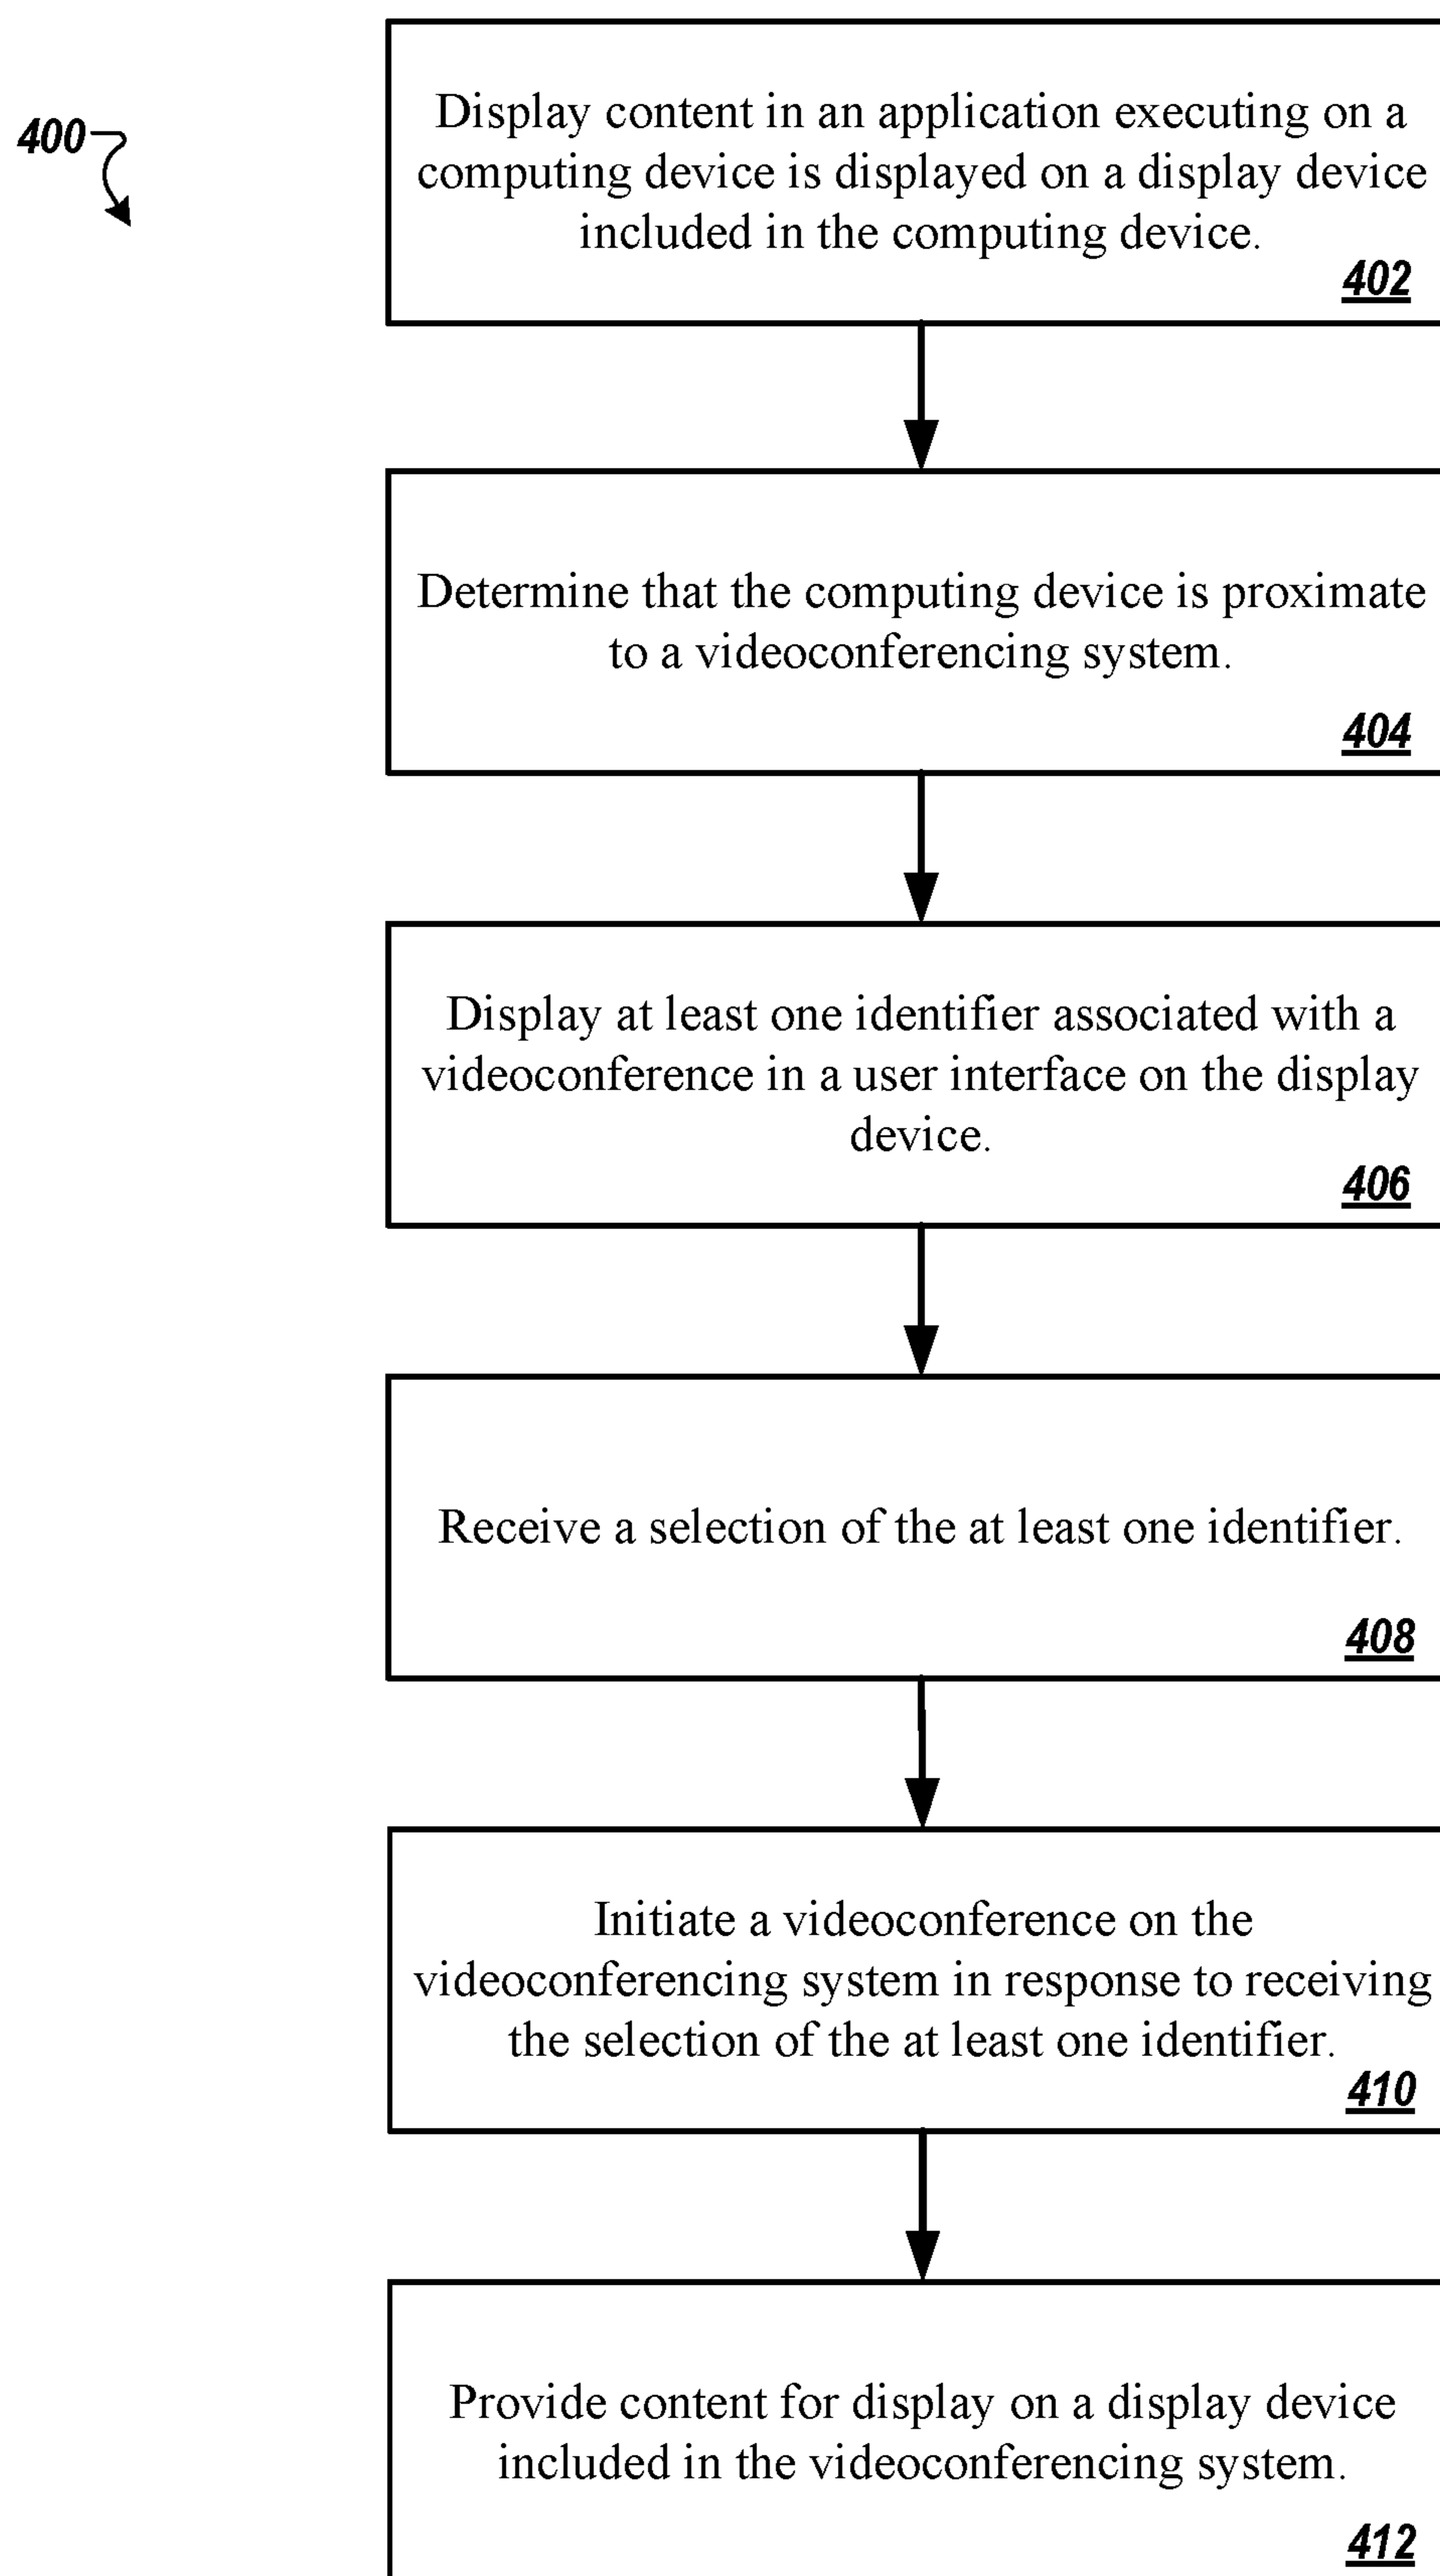 400
Display content in an application executing on a
computing device is displayed on a display device
included in the computing device.
402
Determine that the computing device is proximate
to a videoconferencing system.
404
Display at least one identifier associated with a
videoconference in a user interface on the display
device.
406
Receive a selection of the at least one identifier.
408
Initiate a videoconference on the
videoconferencing system in response to receiving
the selection of the at least one identifier.
410
Provide content for display on a display device
included in the videoconferencing system.
412